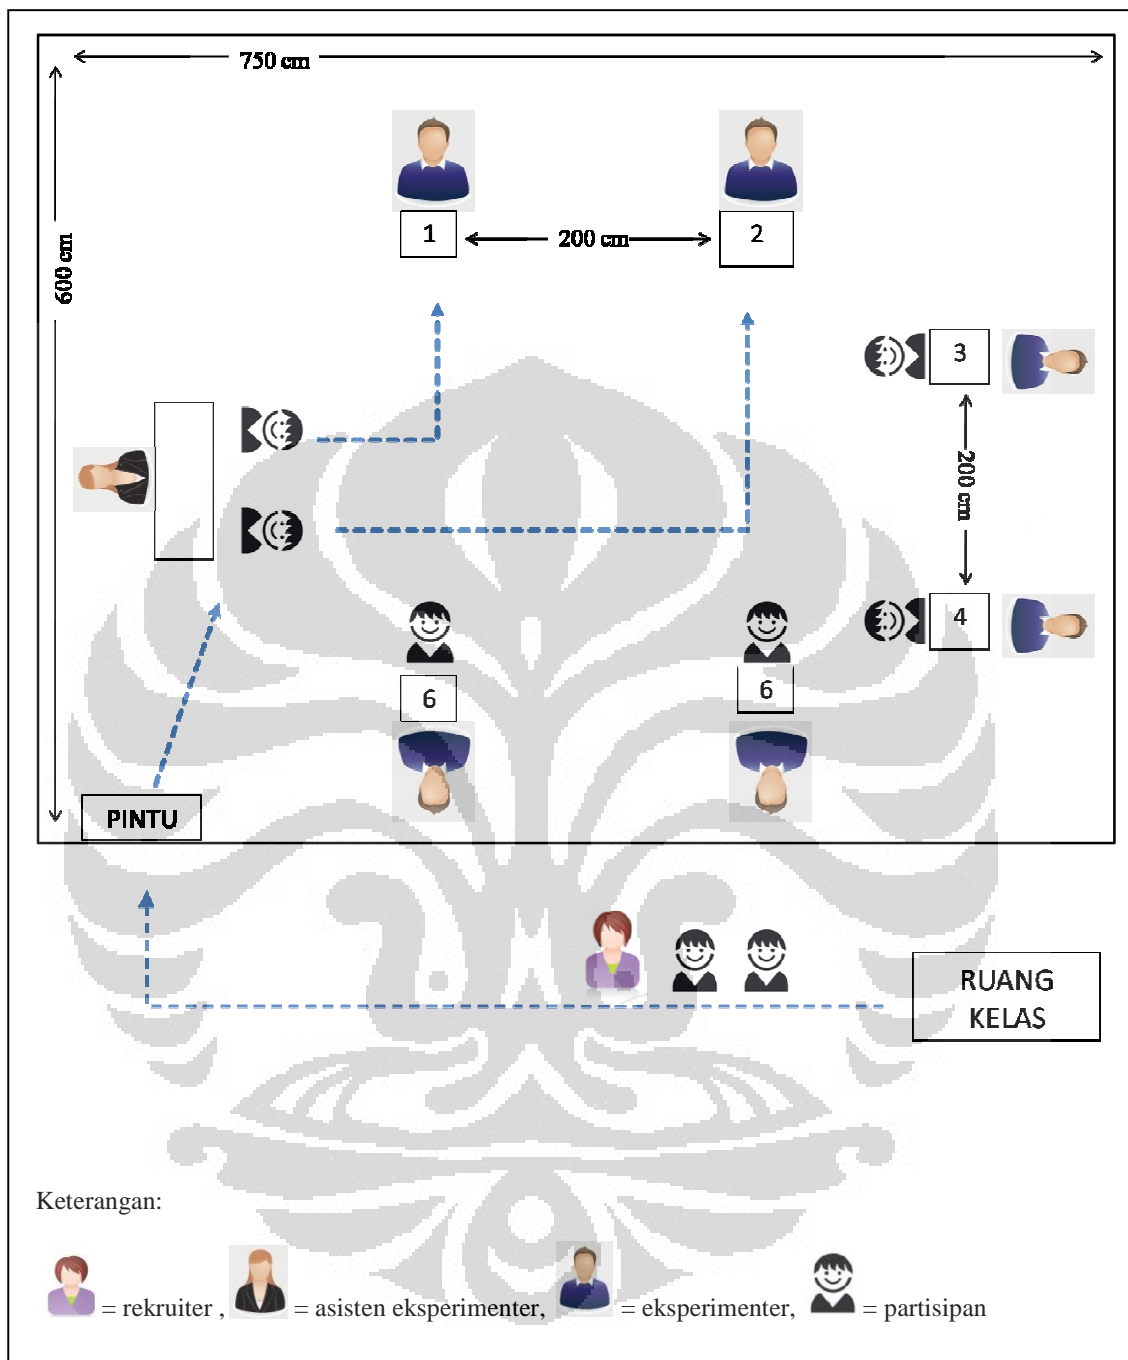 750 cm
600 cm
1
200 cm
2
3
200 cm
4
6
6
PINTU
RUANG
KELAS
Keterangan:
= rekruiter , = asisten eksperimenter, = eksperimenter, = partisipan